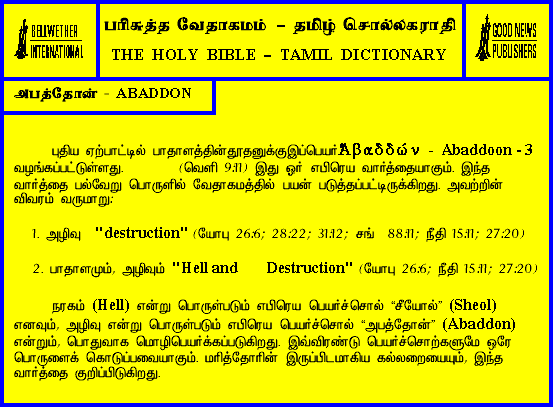 BELLWETHER
INTERNATIONAL
பரிசுத்த வேதாகமம் – தமிழ் சொல்லகராதி
THE HOLY BIBLE – TAMIL DICTIONARY
GOOD NEWS
PUBLISHERS
அபத்தோன் - ABADDON
புதிய ஏற்பாட்டில் பாதாளத்தின்தூதனுக்குஇப்பெயர் Ἀβαδδών - Abaddoon - 3
வழங்கப்பட்டுள்ளது. (வெளி 9:11) இது ஓர் எபிரெய வார்த்தையாகும். இந்த
வார்த்தை பல்வேறு பொருளில் வேதாகமத்தில் பயன் படுத்தப்பட்டிருக்கிறது. அவற்றின்
விவரம் வருமாறு:
1. அழிவு "destruction" (யோபு 26:6; 28:22; 31:12; சங் 88:11; நீதி 15:11; 27:20)
2. பாதாளமும், அழிவும் "Hell and Destruction" (யோபு 26:6; நீதி 15:11; 27:20)
நரகம் (Hell) என்று பொருள்படும் எபிரெய பெயர்ச்சொல் “சீயோல்” (Sheol)
எனவும், அழிவு என்று பொருள்படும் எபிரெய பெயர்ச்சொல் “அபத்தோன்” (Abaddon)
என்றும், பொதுவாக மொழிபெயர்க்கப்படுகிறது. இவ்விரண்டு பெயர்ச்சொற்களுமே ஒரே
பொருளைக் கொடுப்பவையாகும். மரித்தோரின் இருப்பிடமாகிய கல்லறையையும், இந்த
வார்த்தை குறிப்பிடுகிறது.